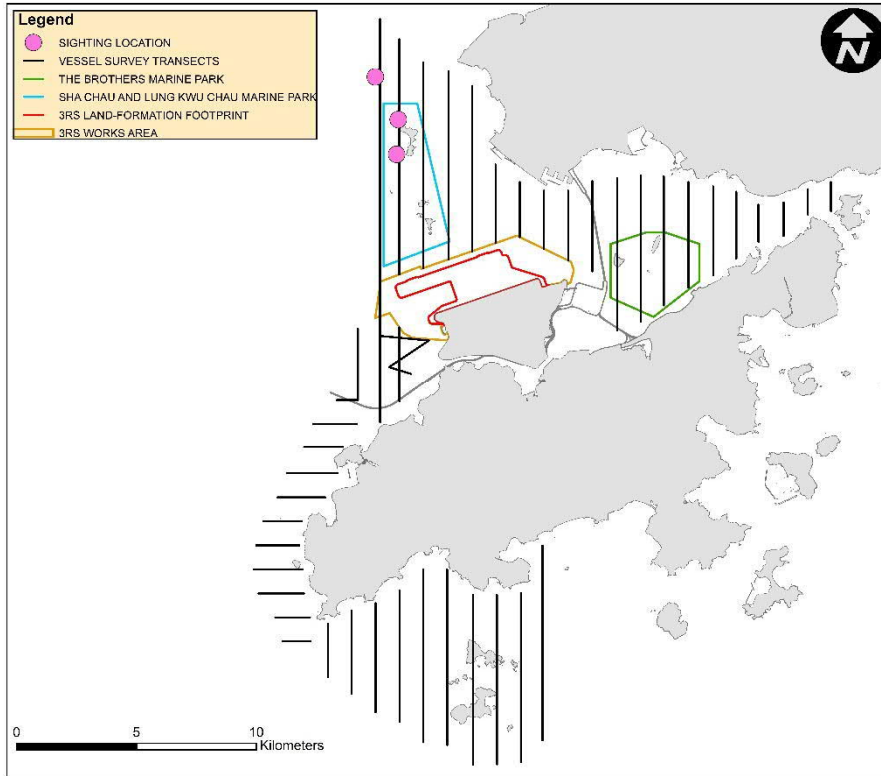 Legend
SIGHTING LOCATION
VESSEL SURVEY TRANSECTS
THE BROTHERS MARINE PARK
SHA CHAU AND LUNG KWU CHAU MARINE PARK
3RS LAND-FORMATION FOOTPRINT
3RS WORKS AREA
N
0 5 10
Kilometers